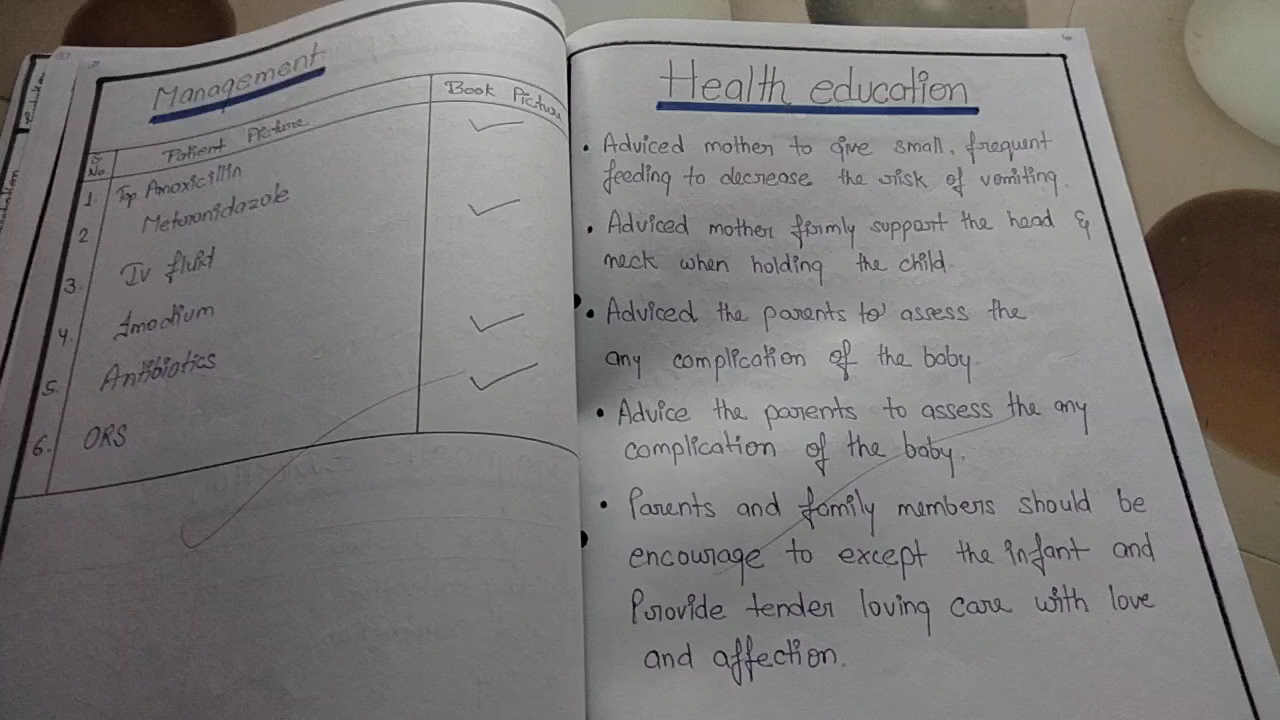 Management
S. No.
Patient Picture
Book Picture
1. Top Amoxicillin
2 Metronidazole
3. IV fluid
4. Imodium
5. Antibiotics
6. ORS
Health education
• Adviced mother to give small, frequent
feeding to decrease the risk of vomiting.
• Adviced mother firmly support the head &
neck when holding the child.
• Adviced the parents to assess the
any complication of the baby.
• Advice the parents to assess the any
complication of the baby.
• Parents and family members should be
encourage to except the infant and
Provide tender loving care with love
and affection.